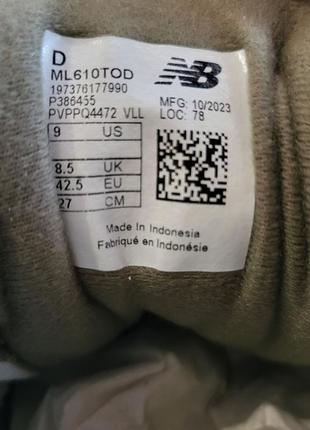 D
ML610TOD
197376177990
P386455
PVPPQ4472 VLL
NB
MFG: 10/2023
LOC: 78
9 US
8.5 UK
42.5 EU
27 CM
Made in Indonesia
Fabriqué en Indonésie